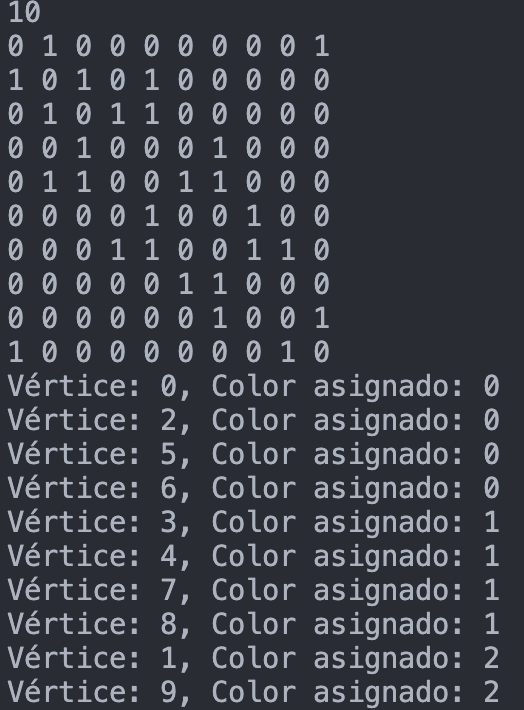 10
0 1 0 0 0 0 0 0 0 1
1 0 1 0 1 0 0 0 0 0
0 1 0 1 1 0 0 0 0 0
0 0 1 0 0 0 1 0 0 0
0 1 1 0 0 1 1 0 0 0
0 0 0 0 1 0 0 1 0 0
0 0 0 1 1 0 0 1 1 0
0 0 0 0 0 1 1 0 0 0
0 0 0 0 0 0 1 0 0 1
1 0 0 0 0 0 0 0 1 0
Vértice: 0, Color asignado: 0
Vértice: 2, Color asignado: 0
Vértice: 5, Color asignado: 0
Vértice: 6, Color asignado: 0
Vértice: 3, Color asignado: 1
Vértice: 4, Color asignado: 1
Vértice: 7, Color asignado: 1
Vértice: 8, Color asignado: 1
Vértice: 1, Color asignado: 2
Vértice: 9, Color asignado: 2